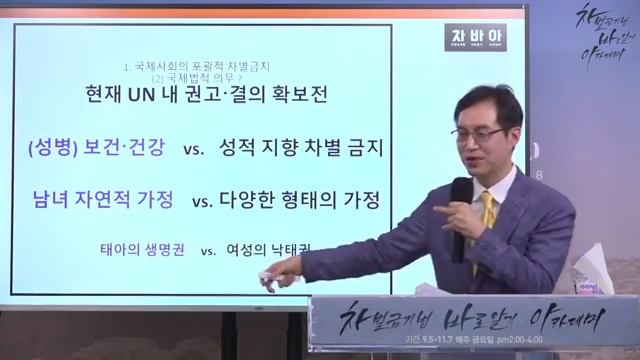 차바아
차별금지법
바로알기
아카데미
1. 국제사회의 포괄적 차별금지
(2) 국제법적 의무 ?
현재 UN 내 권고·결의 확보전
(성병) 보건·건강 vs. 성적 지향 차별 금지
남녀 자연적 가정 vs. 다양한 형태의 가정
태아의 생명권 vs. 여성의 낙태권
8
차별금지법 바로알기 아카데미
기간 9.5-11.7 매주 금요일 pm2:00-4:00